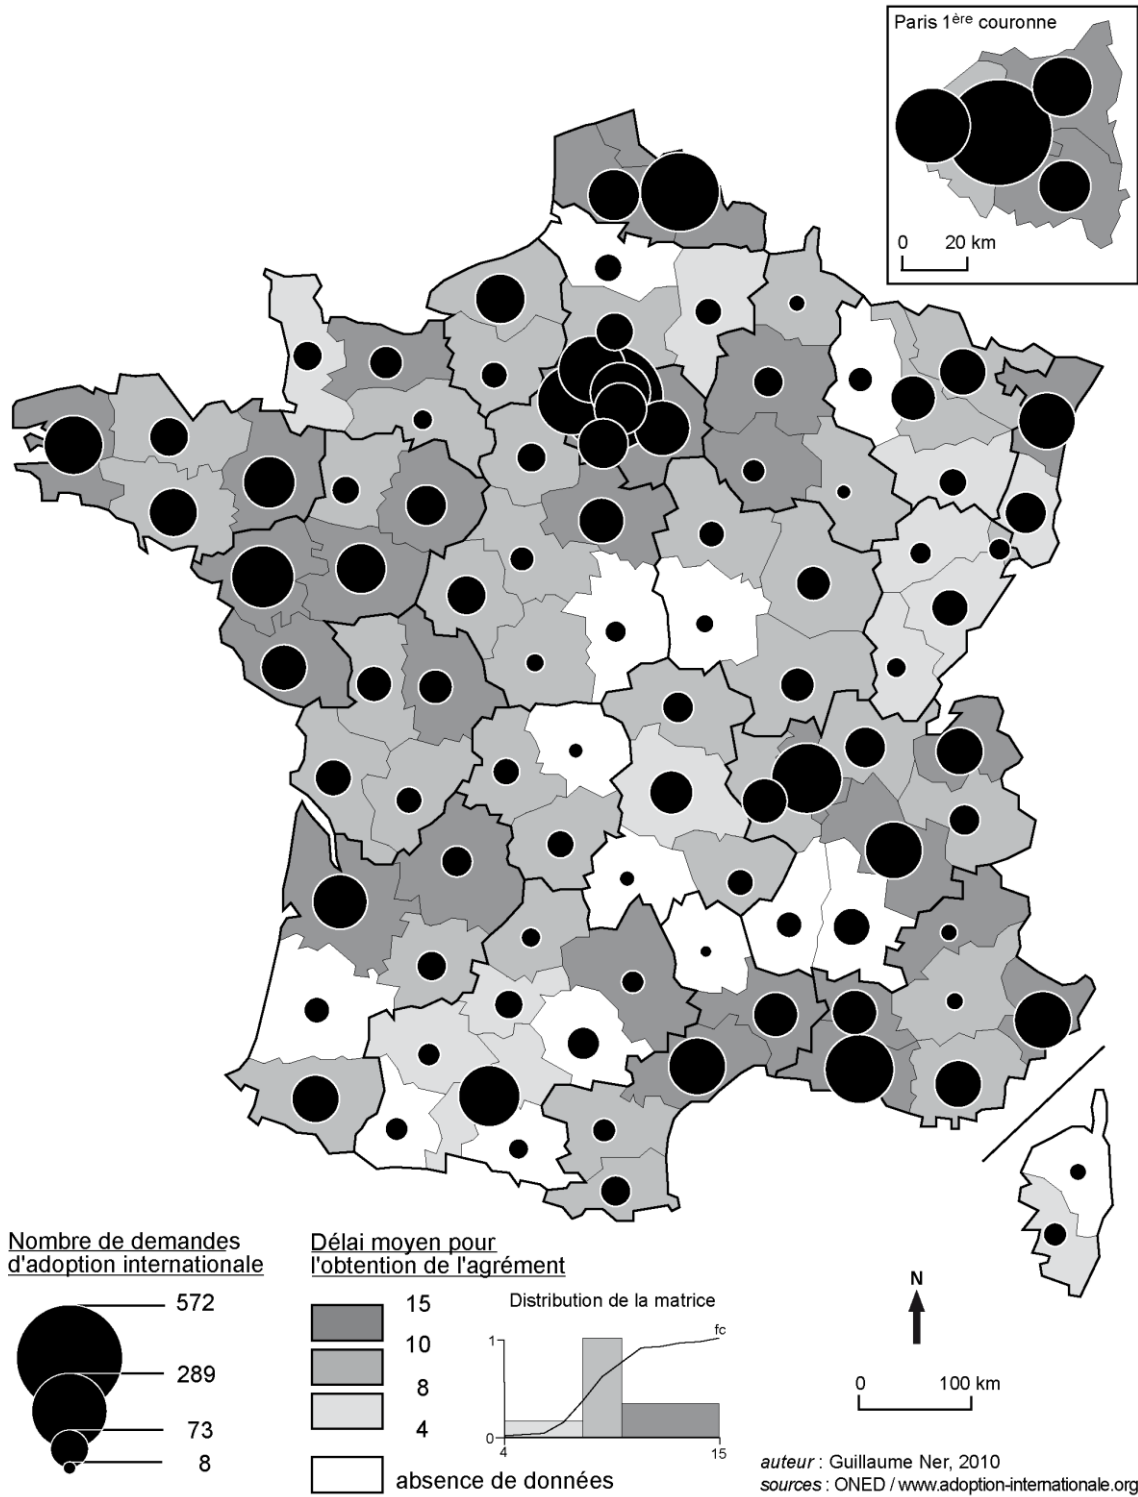 Paris 1ère couronne
0 20 km
Nombre de demandes
d'adoption internationale
572
289
73
8
Délai moyen pour
l'obtention de l'agrément
15
10
8
4
absence de données
Distribution de la matrice
fc
1
0
4 15
N
0 100 km
auteur : Guillaume Ner, 2010
sources : ONED / www.adoption-internationale.org